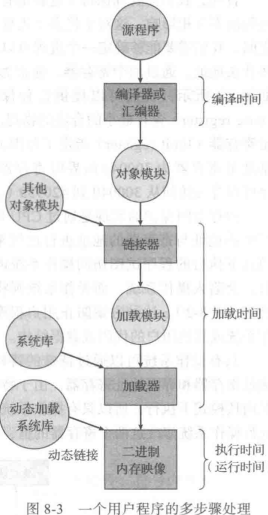 源程序
编译器或
汇编器
编译时间
对象模块
其他
对象模块
链接器
加载模块
加载时间
系统库
加载器
动态加载
系统库
动态链接
二进制
内存映像
执行时间
（运行时间
图 8-3 一个用户程序的多步骤处理